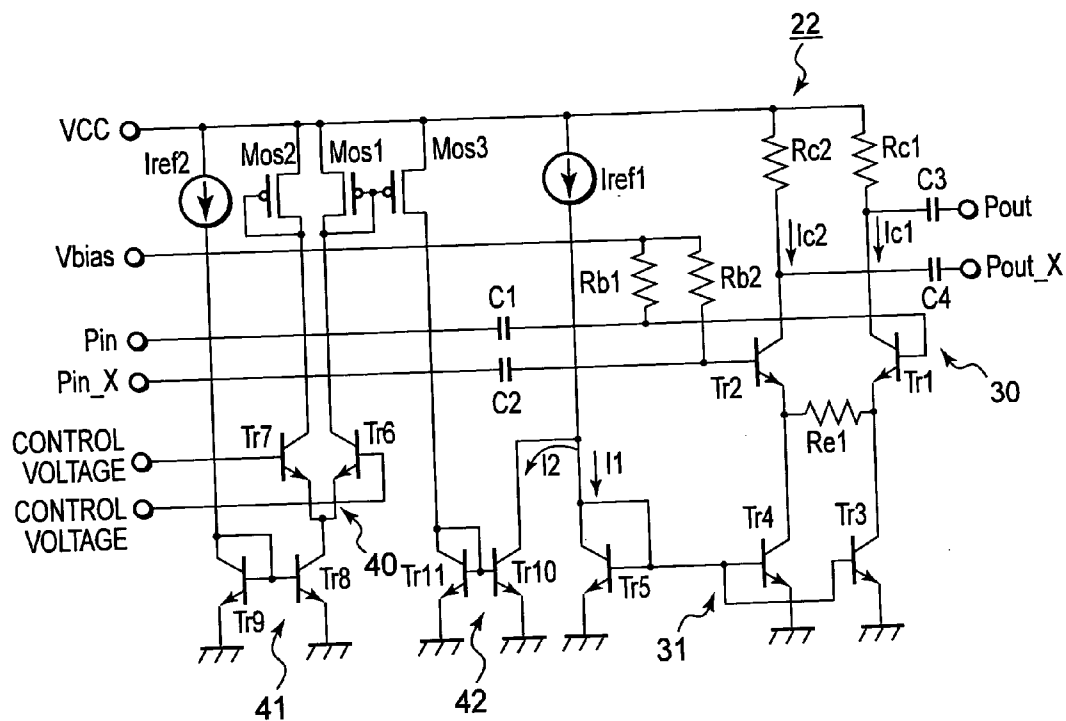 22
VCC
Iref2
Mos2
Mos1
Mos3
Iref1
Rc2
Rc1
C3
Pout
Ic2
Ic1
Vbias
Rb1
Rb2
Pout_X
C4
C1
Pin
Pin_X
C2
Tr2
Tr1
30
Re1
CONTROL
VOLTAGE
Tr7
Tr6
CONTROL
VOLTAGE
I2
I1
40
Tr4
Tr3
Tr9
Tr8
Tr11
Tr10
Tr5
41
42
31